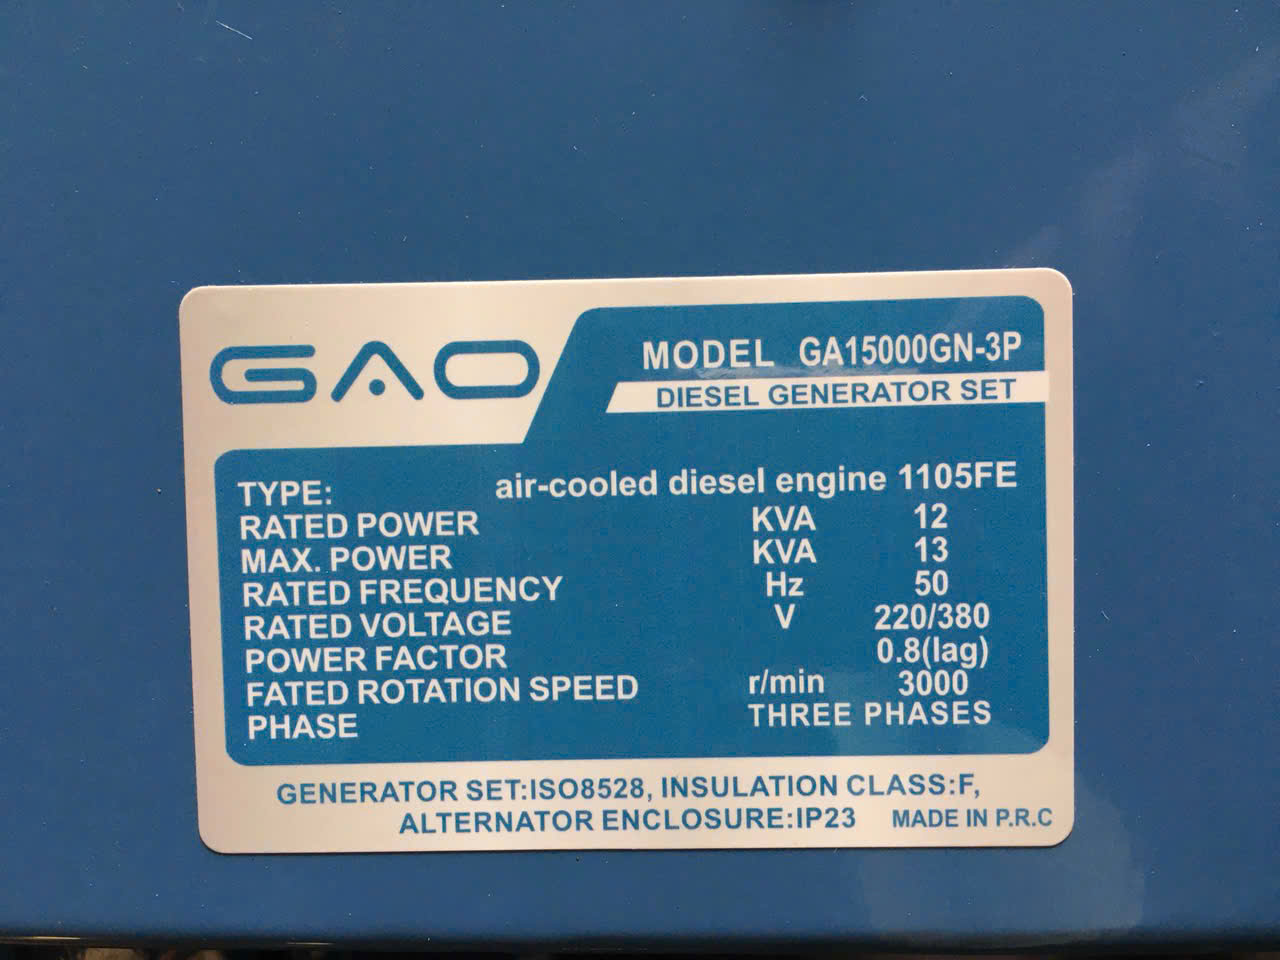 GAO
MODEL GA15000GN-3P
DIESEL GENERATOR SET
TYPE: air-cooled diesel engine 1105FE
RATED POWER KVA 12
MAX. POWER KVA 13
RATED FREQUENCY Hz 50
RATED VOLTAGE V 220/380
POWER FACTOR 0.8(lag)
FATED ROTATION SPEED r/min 3000
PHASE THREE PHASES
GENERATOR SET:ISO8528, INSULATION CLASS:F,
ALTERNATOR ENCLOSURE:IP23 MADE IN P.R.C